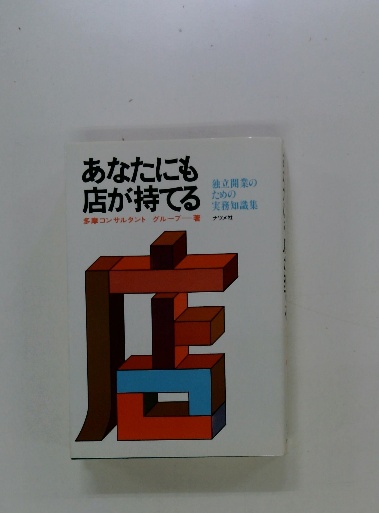 あなたにも
店が持てる
独立開業の
ための
実務知識集
多摩コンサルタント グループ—著
ナツメ社
店